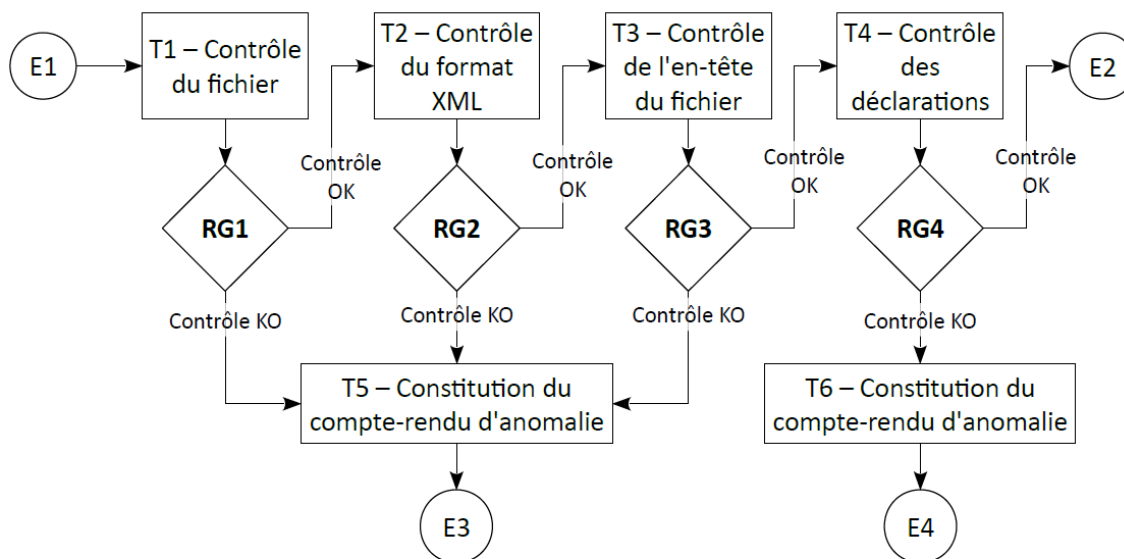 E1
T1 – Contrôle
du fichier
T2 – Contrôle
du format
XML
T3 – Contrôle
de l'en-tête
du fichier
T4 – Contrôle
des
déclarations
E2
Contrôle
OK
Contrôle
OK
Contrôle
OK
Contrôle
OK
RG1
RG2
RG3
RG4
Contrôle KO
Contrôle KO
Contrôle KO
Contrôle KO
T5 – Constitution du
compte-rendu d'anomalie
T6 – Constitution du
compte-rendu d'anomalie
E3
E4